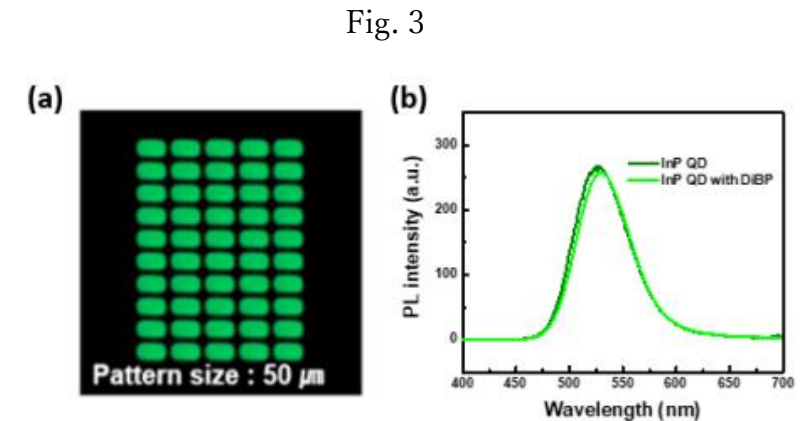 Fig. 3
(a)
Pattern size : 50 ㎛
(b)
PL intensity (a.u.)
300
200
100
0
InP QD
InP QD with DiBP
400 450 500 550 600 650 700
Wavelength (nm)